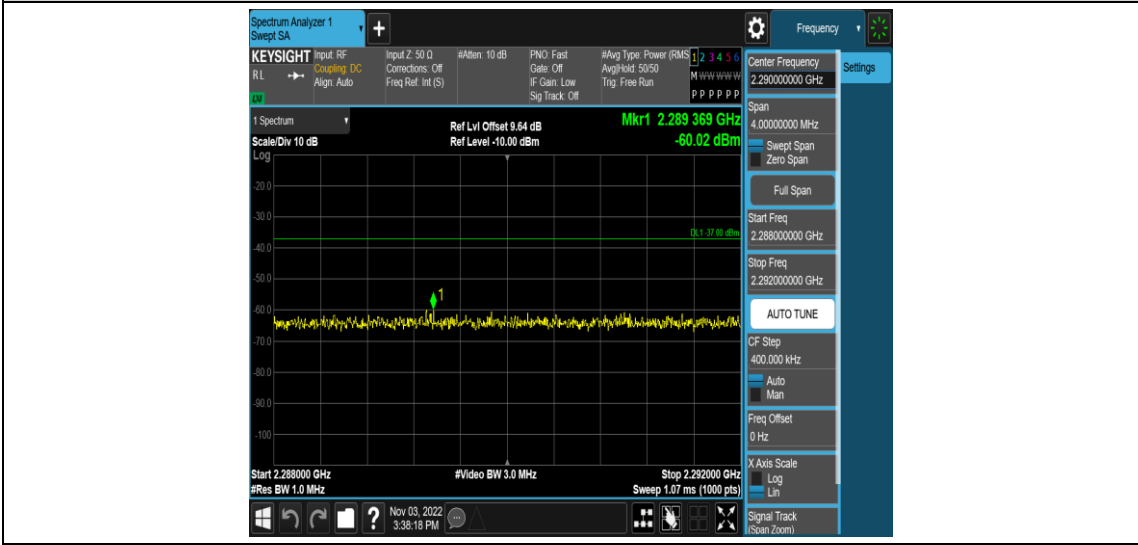 Spectrum Analyzer 1
Swept SA
+
Frequency
KEYSIGHT
RL
LXI
Input: RF
Coupling: DC
Align: Auto
Input Z: 50 Ω
Corrections: Off
Freq Ref: Int (S)
#Atten: 10 dB
PNO: Fast
Gate: Off
IF Gain: Low
Sig Track: Off
#Avg Type: Power (RMS
Avg|Hold: 50/50
Trig: Free Run
1 2 3 4 5 6
M W W W W W
P P P P P P
1 Spectrum
Scale/Div 10 dB
Log
Ref Lvl Offset 9.64 dB
Ref Level -10.00 dBm
Mkr1 2.289 369 GHz
-60.02 dBm
-20.0
-30.0
DL1 -37.00 dBm
-40.0
-50.0
1
-60.0
-70.0
-80.0
-90.0
-100
Start 2.288000 GHz
#Video BW 3.0 MHz
Stop 2.292000 GHz
#Res BW 1.0 MHz
Sweep 1.07 ms (1000 pts)
?
Nov 03, 2022
3:38:18 PM
Center Frequency
2.290000000 GHz
Settings
Span
4.00000000 MHz
Swept Span
Zero Span
Full Span
Start Freq
2.288000000 GHz
Stop Freq
2.292000000 GHz
AUTO TUNE
CF Step
400.000 kHz
Auto
Man
Freq Offset
0 Hz
X Axis Scale
Log
Lin
Signal Track
(Span Zoom)